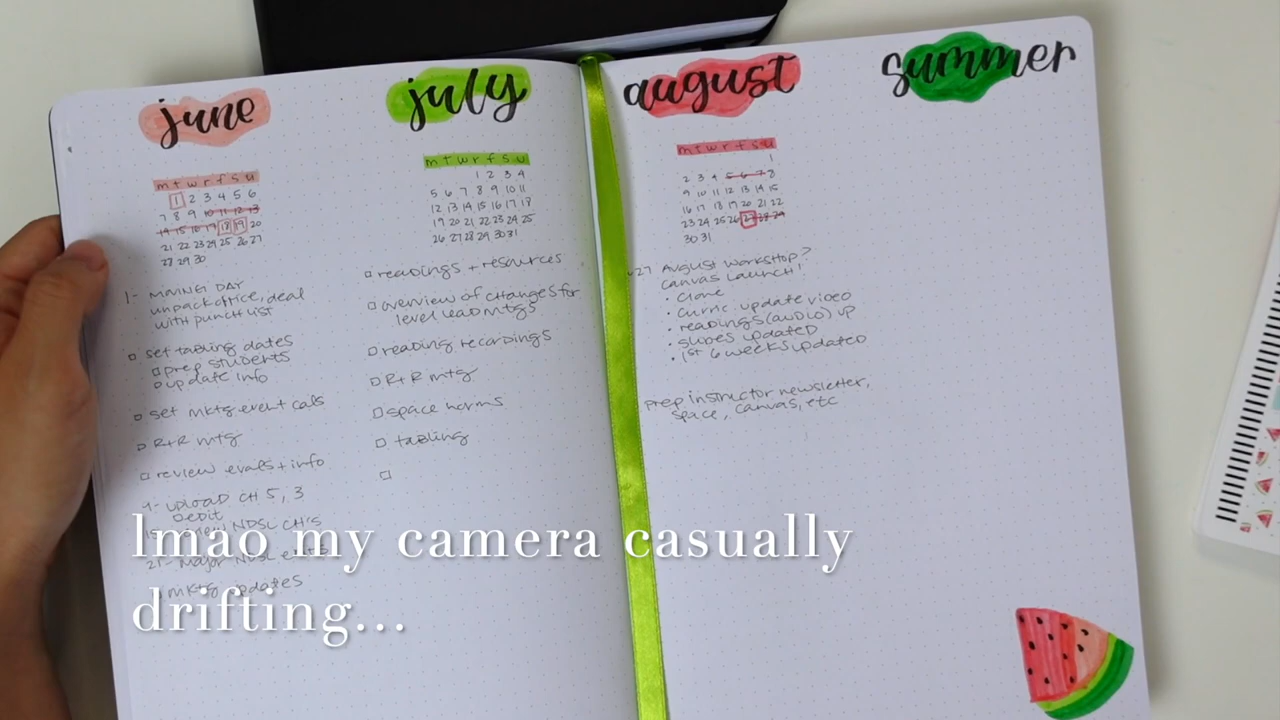 june
m t w r f s u
1 2 3 4 5 6
7 8 9 10 11 12 13
14 15 16 17 18 19 20
21 22 23 24 25 26 27
27 29 30
1- MOVING! DAY
unpack office, deal
with punch list
set tabling dates
prep students
update info
set mktg event cals
R+R mtg
review evals + info
upload CH 5, 3
NDSL CH's
21- major NDSL
mktg updates
july
m t w r f s u
1 2 3 4
5 6 7 8 9 10 11
12 13 14 15 16 17 18
19 20 21 22 23 24 25
26 27 28 29 30 31
readings + resources
overview of changes for
level lead mtgs
reading recordings
R+R mtg
space norms
tabling
august
m t w r f s u
1
2 3 4 5 6 7 8
9 10 11 12 13 14 15
16 17 18 19 20 21 22
23 24 25 26 27 28 29
30 31
27 August workshop?
canvas launch!
• clone
• curric. update video
• readings (audio) up
• slides updated
• 1st 6 weeks updated
Prep instructor newsletter,
space, canvas, etc
summer
lmao my camera casually
drifting...